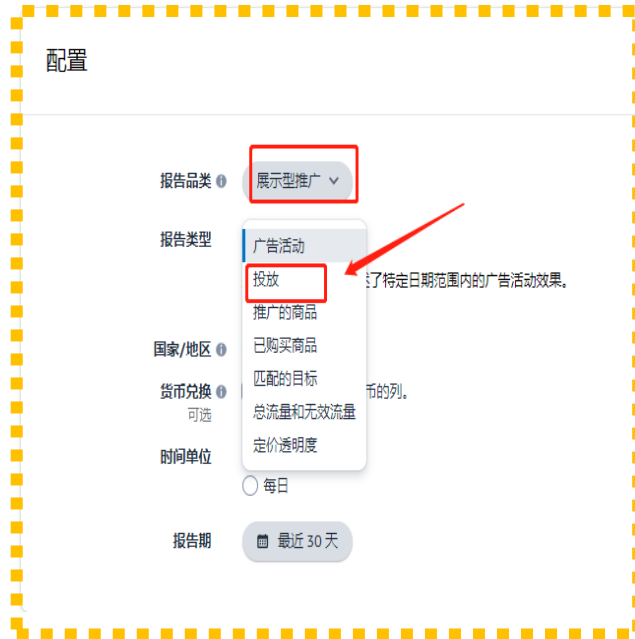 配置
报告品类
展示型推广
报告类型
广告活动
投放
了特定日期范围内的广告活动效果。
推广的商品
国家/地区
已购买商品
匹配的目标
货币兑换
币的列。
可选
总流量和无效流量
定价透明度
时间单位
每日
报告期
最近 30 天